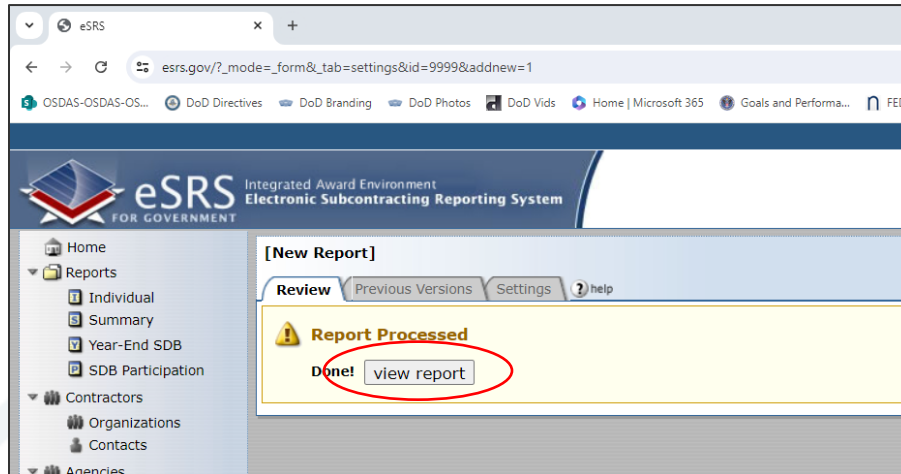 eSRS
esrs.gov/?_mode=_form&_tab=settings&id=9999&addnew=1
OSDAS-OSDAS-OS... DoD Directives DoD Branding DoD Photos DoD Vids Home | Microsoft 365 Goals and Performa...
eSRS
FOR GOVERNMENT
Integrated Award Environment
Electronic Subcontracting Reporting System
Home
Reports
Individual
Summary
Year-End SDB
SDB Participation
Contractors
Organizations
Contacts
Agencies
[New Report]
Review Previous Versions Settings help
Report Processed
Done! view report